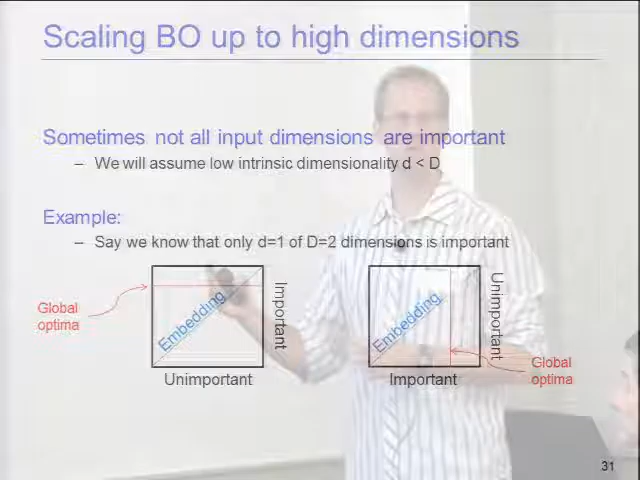 Scaling BO up to high dimensions
Sometimes not all input dimensions are important
– We will assume low intrinsic dimensionality d < D
Example:
– Say we know that only d=1 of D=2 dimensions is important
Global
optima
Embedding
Important
Unimportant
Embedding
Unimportant
Important
Global
optima
31